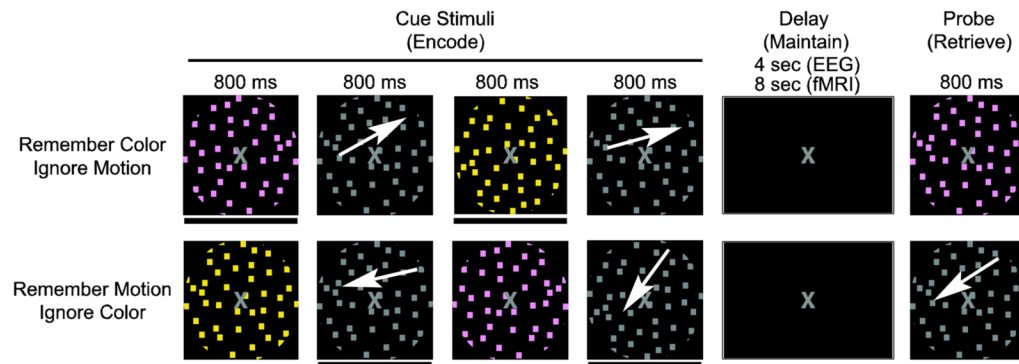 Cue Stimuli
(Encode)
Delay
(Maintain)
4 sec (EEG)
8 sec (fMRI)
Probe
(Retrieve)
800 ms
800 ms
800 ms
800 ms
800 ms
Remember Color
Ignore Motion
X
X
X
X
X
X
Remember Motion
Ignore Color
X
X
X
X
X
X